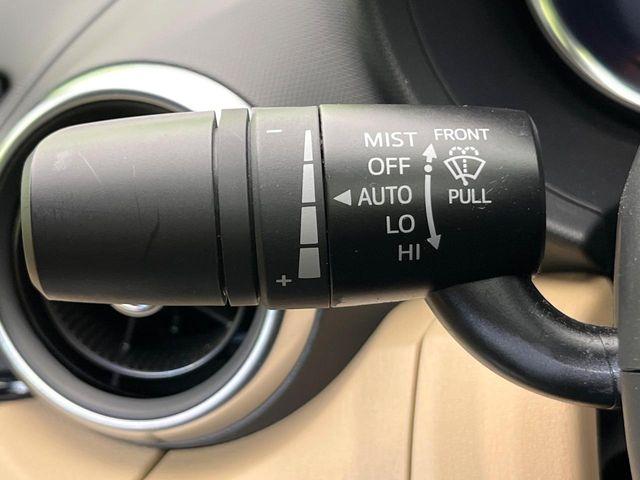 −
+
MIST
OFF
AUTO
LO
HI
FRONT
PULL